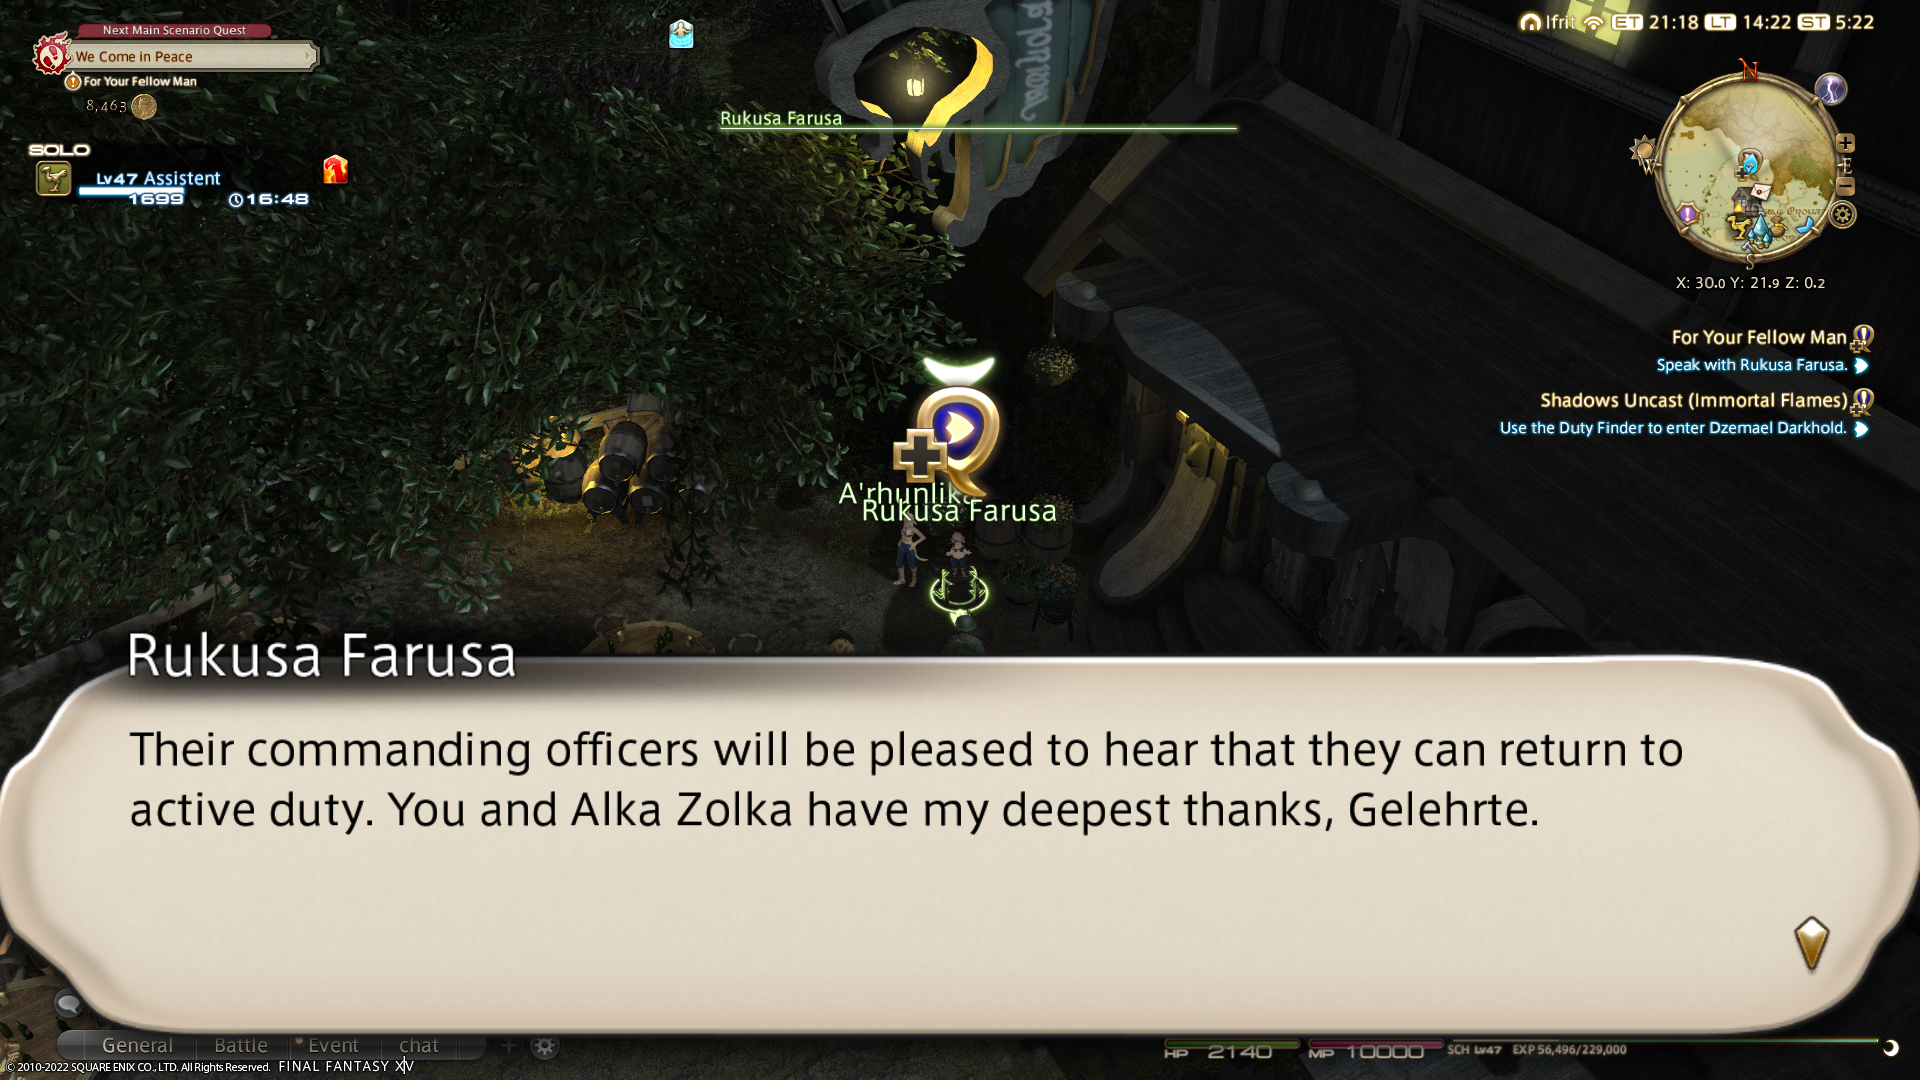 Next Main Scenario Quest
We Come in Peace
For Your Fellow Man
8,463
SOLO
Lv47 Assistent
1699
16:48
Rukusa Farusa
Ifrit ET 21:18 LT 14:22 ST 5:22
N
W
E
S
X: 30.0 Y: 21.9 Z: 0.2
For Your Fellow Man
Speak with Rukusa Farusa.
Shadows Uncast (Immortal Flames)
Use the Duty Finder to enter Dzemael Darkhold.
A'rhunlik
Rukusa Farusa
Rukusa Farusa
Their commanding officers will be pleased to hear that they can return to
active duty. You and Alka Zolka have my deepest thanks, Gelehrte.
General Battle Event chat
HP 2140 MP 10000 SCH Lv47 EXP 56,496/229,000
© 2010-2022 SQUARE ENIX CO., LTD. All Rights Reserved. FINAL FANTASY XIV